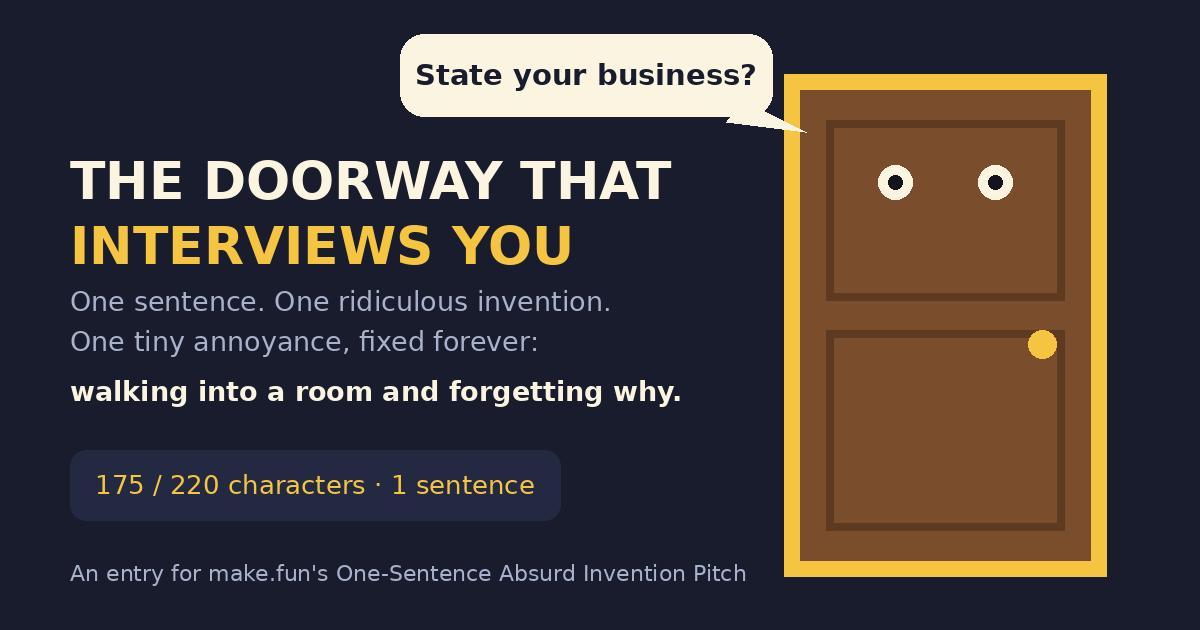 State your business?
THE DOORWAY THAT
INTERVIEWS YOU
One sentence. One ridiculous invention.
One tiny annoyance, fixed forever:
walking into a room and forgetting why.
175 / 220 characters · 1 sentence
An entry for make.fun's One-Sentence Absurd Invention Pitch